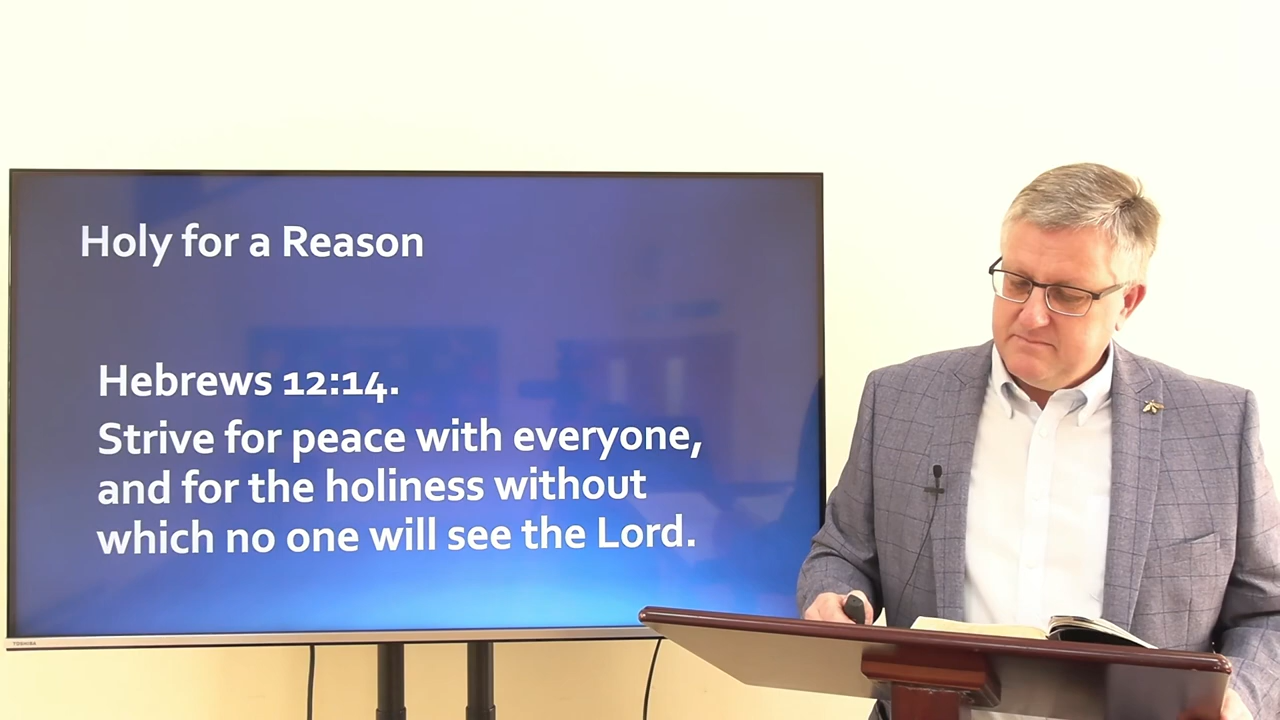 Holy for a Reason
Hebrews 12:14.
Strive for peace with everyone,
and for the holiness without
which no one will see the Lord.
TOSHIBA